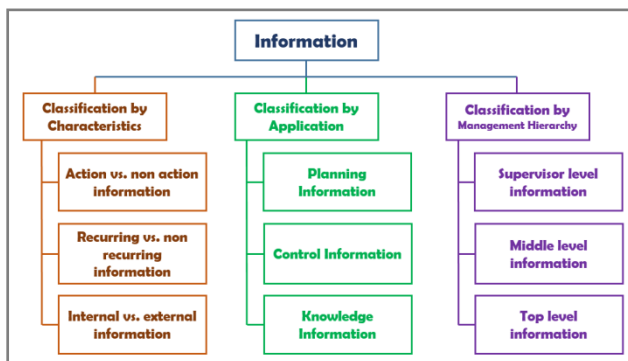 Information
Classification by
Characteristics
Classification by
Application
Classification by
Management Hierarchy
Action vs. non action
information
Planning
Information
Supervisor level
information
Recurring vs. non
recurring
information
Control Information
Middle level
information
Internal vs. external
information
Knowledge
Information
Top level
information